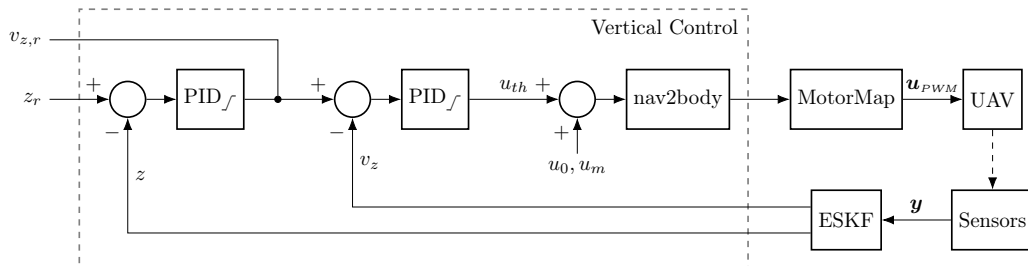 Vertical Control
v_{z,r}
z_r
+
−
PID
+
−
PID
u_{th}
+
+
u_0, u_m
nav2body
MotorMap
u_{PWM}
UAV
z
v_z
ESKF
y
Sensors